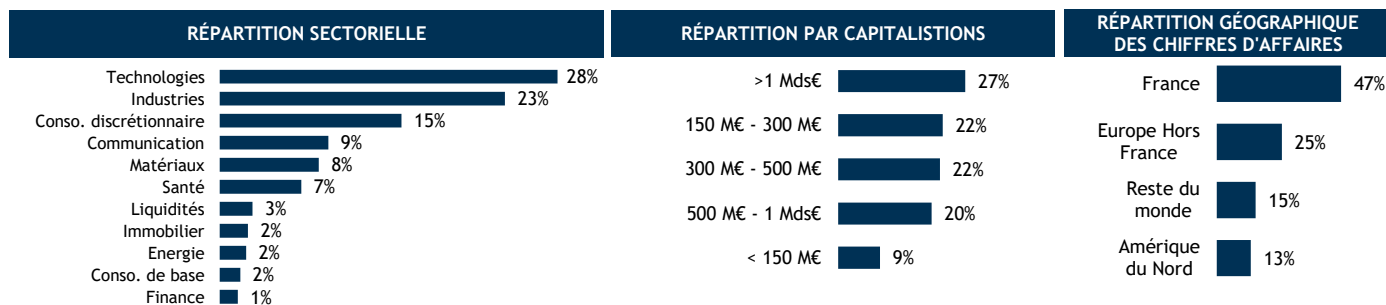 RÉPARTITION SECTORIELLE
Technologies 28%
Industries 23%
Conso. discrétionnaire 15%
Communication 9%
Matériaux 8%
Santé 7%
Liquidités 3%
Immobilier 2%
Energie 2%
Conso. de base 2%
Finance 1%
RÉPARTITION PAR CAPITALISTIONS
>1 Mds€ 27%
150 M€ - 300 M€ 22%
300 M€ - 500 M€ 22%
500 M€ - 1 Mds€ 20%
< 150 M€ 9%
RÉPARTITION GÉOGRAPHIQUE
DES CHIFFRES D'AFFAIRES
France 47%
Europe Hors
France 25%
Reste du
monde 15%
Amérique
du Nord 13%